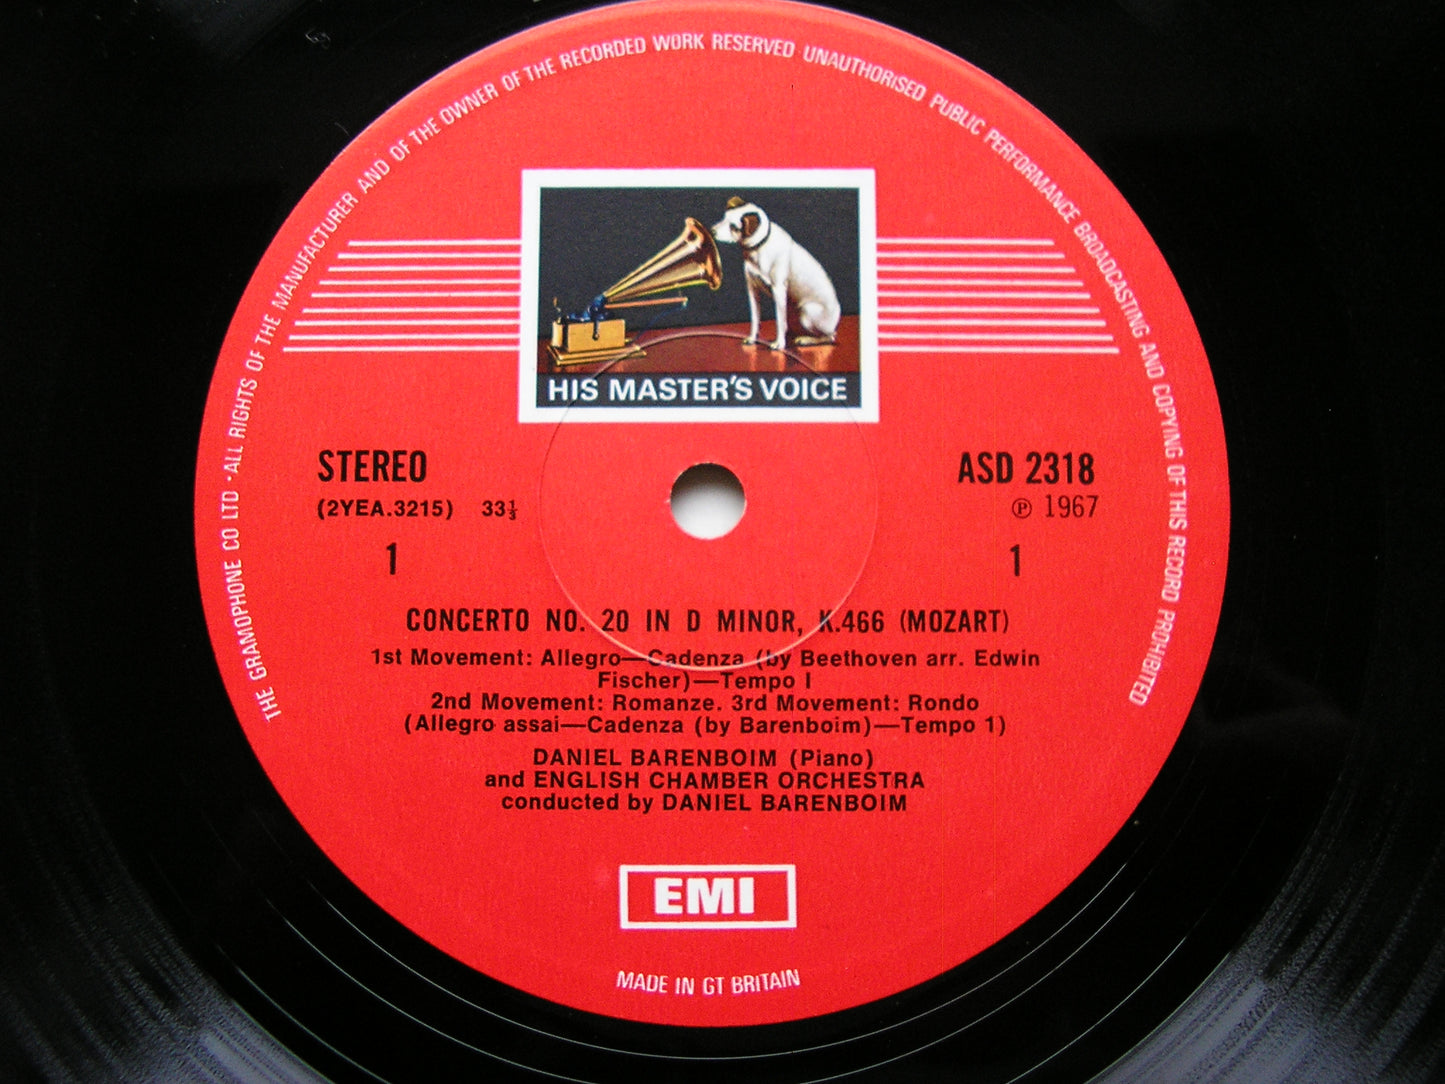 THE GRAMOPHONE CO LTD · ALL RIGHTS OF THE MANUFACTURER AND OF THE OWNER OF THE RECORDED WORK RESERVED UNAUTHORISED PUBLIC PERFORMANCE BROADCASTING AND COPYING OF THIS RECORD PROHIBITED
HIS MASTER'S VOICE
STEREO ASD 2318
(2YEA.3215) 33⅓ ℗ 1967
1 1
CONCERTO NO. 20 IN D MINOR, K.466 (MOZART)
1st Movement: Allegro—Cadenza (by Beethoven arr. Edwin
Fischer)—Tempo I
2nd Movement: Romanze. 3rd Movement: Rondo
(Allegro assai—Cadenza (by Barenboim)—Tempo 1)
DANIEL BARENBOIM (Piano)
and ENGLISH CHAMBER ORCHESTRA
conducted by DANIEL BARENBOIM
EMI
MADE IN GT BRITAIN